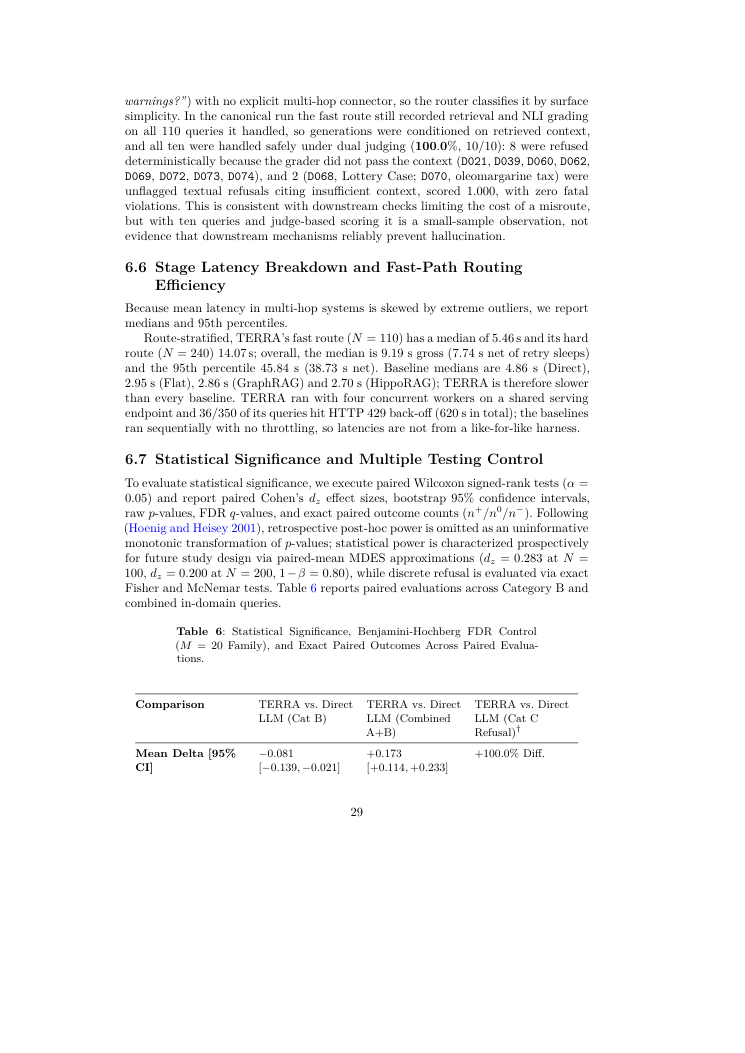 warnings?") with no explicit multi-hop connector, so the router classifies it by surface
simplicity. In the canonical run the fast route still recorded retrieval and NLI grading
on all 110 queries it handled, so generations were conditioned on retrieved context,
and all ten were handled safely under dual judging (100.0%, 10/10): 8 were refused
deterministically because the grader did not pass the context (D021, D039, D060, D062,
D069, D072, D073, D074), and 2 (D068, Lottery Case; D070, oleomargarine tax) were
unflagged textual refusals citing insufficient context, scored 1.000, with zero fatal
violations. This is consistent with downstream checks limiting the cost of a misroute,
but with ten queries and judge-based scoring it is a small-sample observation, not
evidence that downstream mechanisms reliably prevent hallucination.
6.6 Stage Latency Breakdown and Fast-Path Routing
Efficiency
Because mean latency in multi-hop systems is skewed by extreme outliers, we report
medians and 95th percentiles.
Route-stratified, TERRA's fast route (N = 110) has a median of 5.46 s and its hard
route (N = 240) 14.07 s; overall, the median is 9.19 s gross (7.74 s net of retry sleeps)
and the 95th percentile 45.84 s (38.73 s net). Baseline medians are 4.86 s (Direct),
2.95 s (Flat), 2.86 s (GraphRAG) and 2.70 s (HippoRAG); TERRA is therefore slower
than every baseline. TERRA ran with four concurrent workers on a shared serving
endpoint and 36/350 of its queries hit HTTP 429 back-off (620 s in total); the baselines
ran sequentially with no throttling, so latencies are not from a like-for-like harness.
6.7 Statistical Significance and Multiple Testing Control
To evaluate statistical significance, we execute paired Wilcoxon signed-rank tests (α =
0.05) and report paired Cohen's d_z effect sizes, bootstrap 95% confidence intervals,
raw p-values, FDR q-values, and exact paired outcome counts (n⁺/n⁰/n⁻). Following
(Hoenig and Heisey 2001), retrospective post-hoc power is omitted as an uninformative
monotonic transformation of p-values; statistical power is characterized prospectively
for future study design via paired-mean MDES approximations (d_z = 0.283 at N =
100, d_z = 0.200 at N = 200, 1−β = 0.80), while discrete refusal is evaluated via exact
Fisher and McNemar tests. Table 6 reports paired evaluations across Category B and
combined in-domain queries.
Table 6: Statistical Significance, Benjamini-Hochberg FDR Control
(M = 20 Family), and Exact Paired Outcomes Across Paired Evalua-
tions.
Comparison TERRA vs. Direct TERRA vs. Direct TERRA vs. Direct
LLM (Cat B) LLM (Combined LLM (Cat C
A+B) Refusal)†
Mean Delta [95% −0.081 +0.173 +100.0% Diff.
CI] [−0.139, −0.021] [+0.114, +0.233]
29